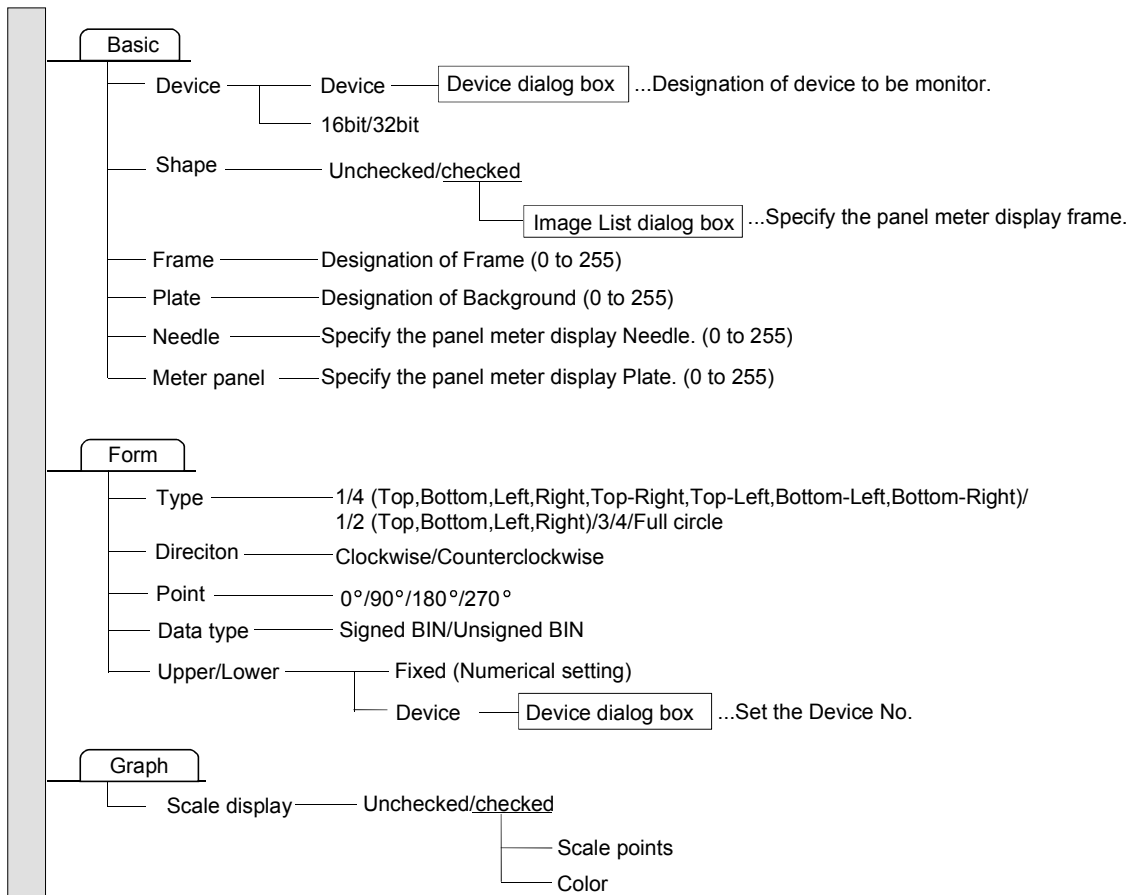 Basic
Device Device Device dialog box ...Designation of device to be monitor.
16bit/32bit
Shape Unchecked/checked
Image List dialog box ...Specify the panel meter display frame.
Frame Designation of Frame (0 to 255)
Plate Designation of Background (0 to 255)
Needle Specify the panel meter display Needle. (0 to 255)
Meter panel Specify the panel meter display Plate. (0 to 255)
Form
Type 1/4 (Top,Bottom,Left,Right,Top-Right,Top-Left,Bottom-Left,Bottom-Right)/
1/2 (Top,Bottom,Left,Right)/3/4/Full circle
Direciton Clockwise/Counterclockwise
Point 0°/90°/180°/270°
Data type Signed BIN/Unsigned BIN
Upper/Lower Fixed (Numerical setting)
Device Device dialog box ...Set the Device No.
Graph
Scale display Unchecked/checked
Scale points
Color